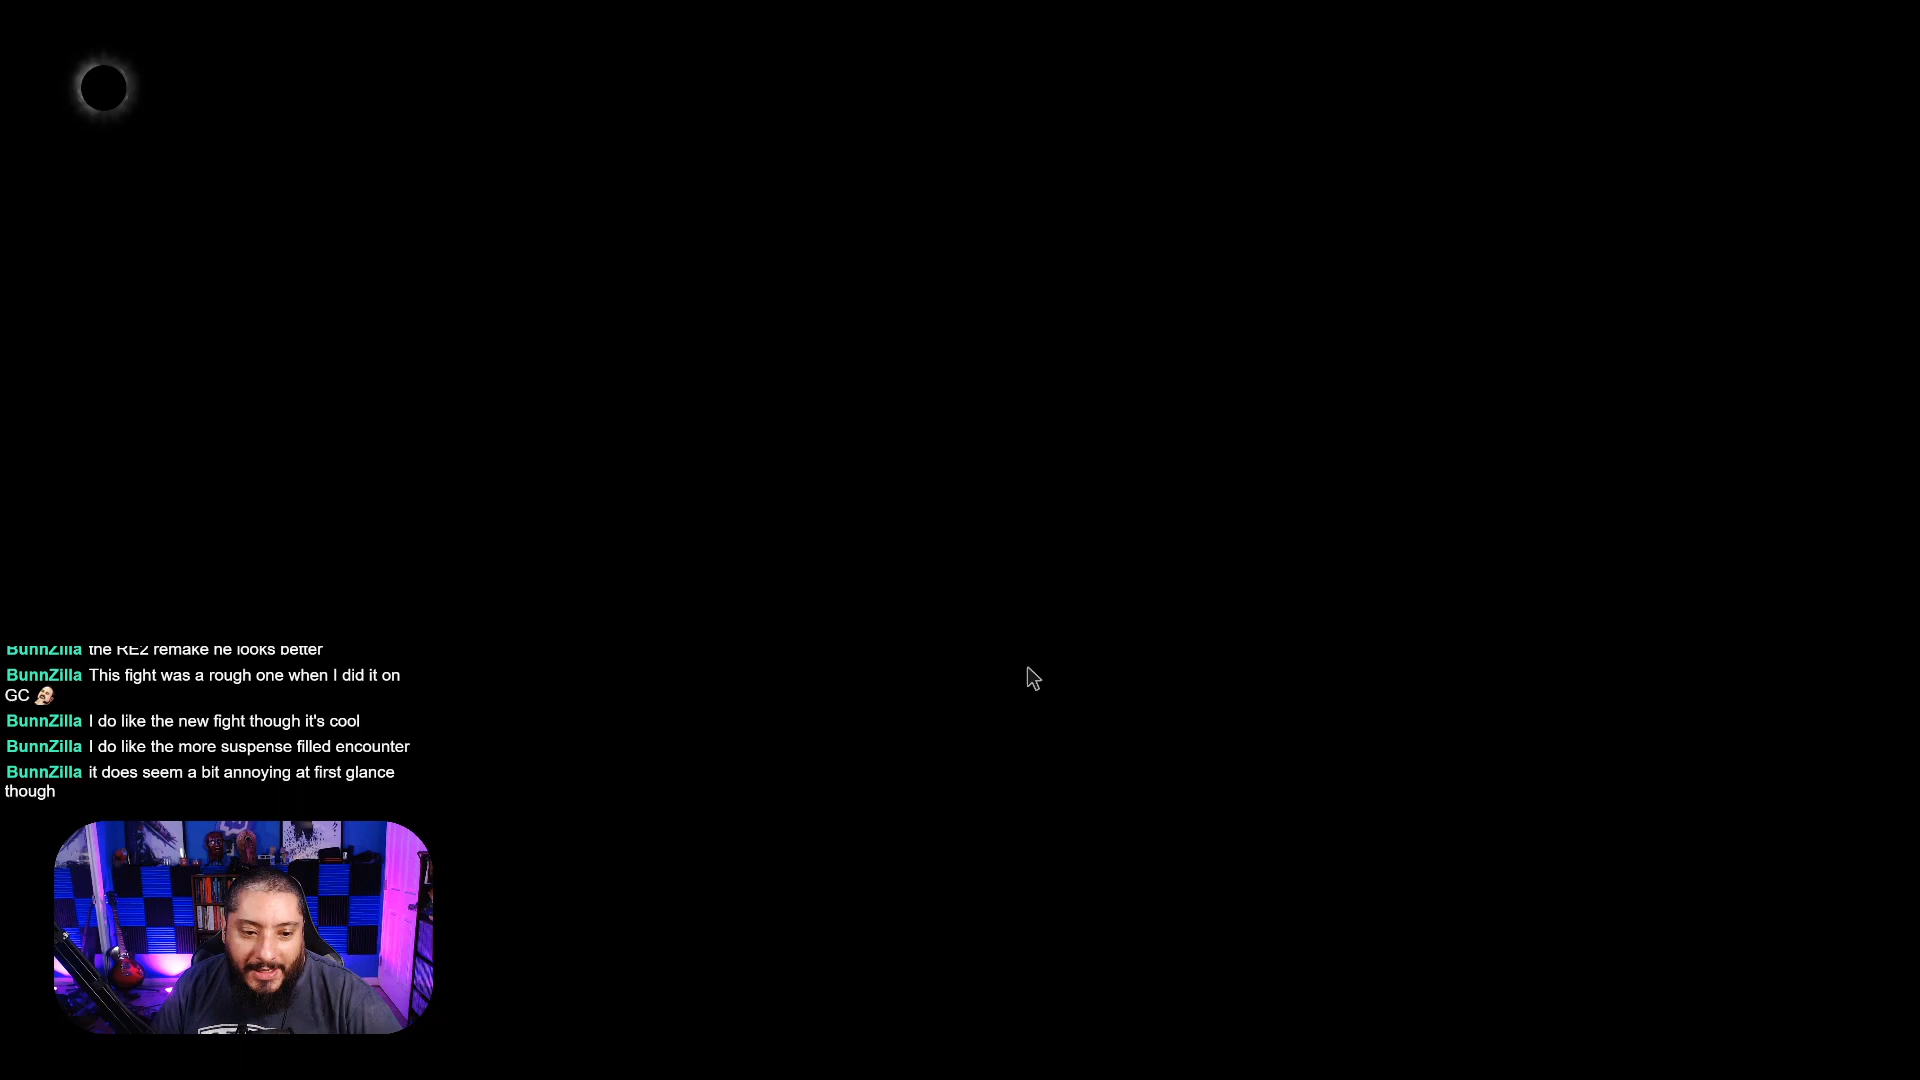 BunnZilla the RE2 remake he looks better
BunnZilla This fight was a rough one when I did it on
GC
BunnZilla I do like the new fight though it's cool
BunnZilla I do like the more suspense filled encounter
BunnZilla it does seem a bit annoying at first glance
though